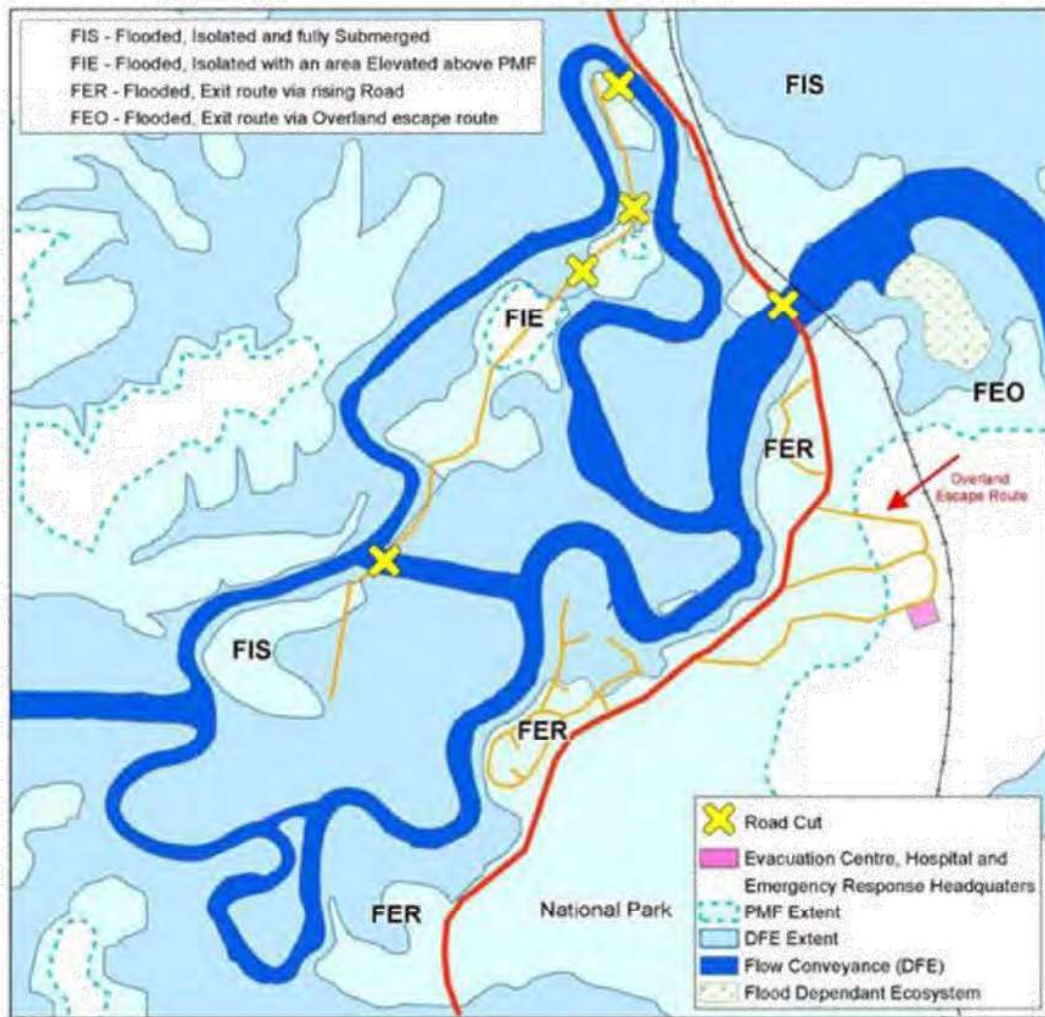 FIS - Flooded, Isolated and fully Submerged
FIE - Flooded, Isolated with an area Elevated above PMF
FER - Flooded, Exit route via rising Road
FEO - Flooded, Exit route via Overland escape route
FIS
FIE
FEO
FER
Overland
Escape Route
FIS
FER
FER
National Park
Road Cut
Evacuation Centre, Hospital and
Emergency Response Headquaters
PMF Extent
DFE Extent
Flow Conveyance (DFE)
Flood Dependant Ecosystem